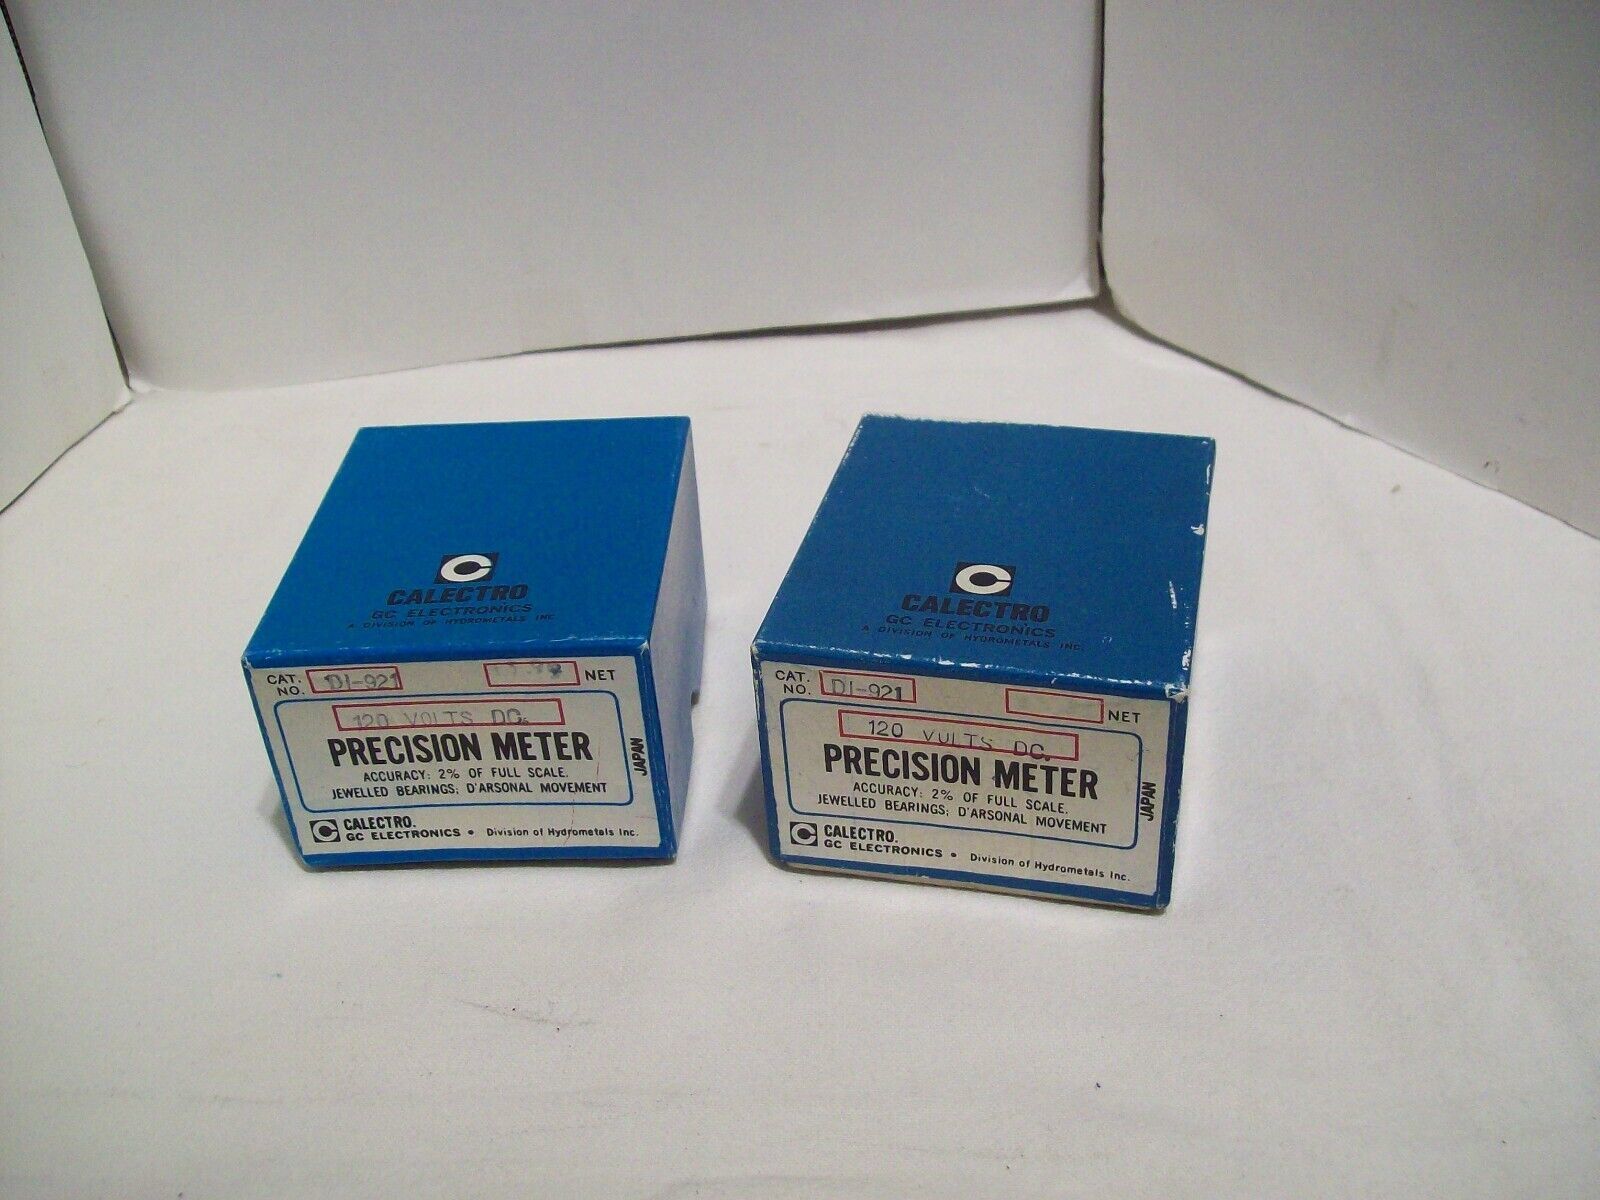 C
CALECTRO
GC ELECTRONICS
A DIVISION OF HYDROMETALS INC.
CAT. NO. D1-921 NET
120 VOLTS DC.
PRECISION METER
ACCURACY: 2% OF FULL SCALE.
JEWELLED BEARINGS; D'ARSONAL MOVEMENT
JAPAN
C CALECTRO.
GC ELECTRONICS • Division of Hydrometals Inc.
C
CALECTRO
GC ELECTRONICS
A DIVISION OF HYDROMETALS INC.
CAT. NO. D1-921 NET
120 VOLTS DC.
PRECISION METER
ACCURACY: 2% OF FULL SCALE.
JEWELLED BEARINGS; D'ARSONAL MOVEMENT
JAPAN
C CALECTRO.
GC ELECTRONICS • Division of Hydrometals Inc.